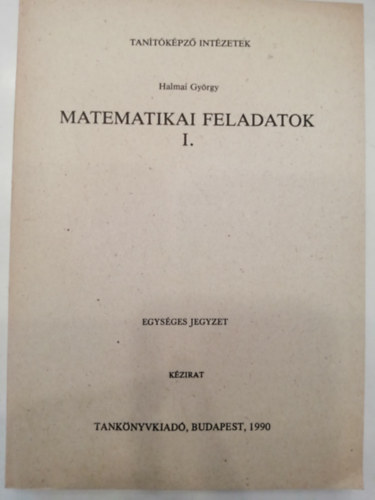 TANÍTÓKÉPZŐ INTÉZETEK
Halmai György
MATEMATIKAI FELADATOK
I.
EGYSÉGES JEGYZET
KÉZIRAT
TANKÖNYVKIADÓ, BUDAPEST, 1990